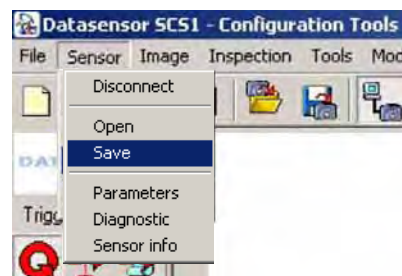 Datasensor SCS1 - Configuration Tools
File Sensor Image Inspection Tools
Disconnect
Open
Save
Parameters
Diagnostic
Sensor info